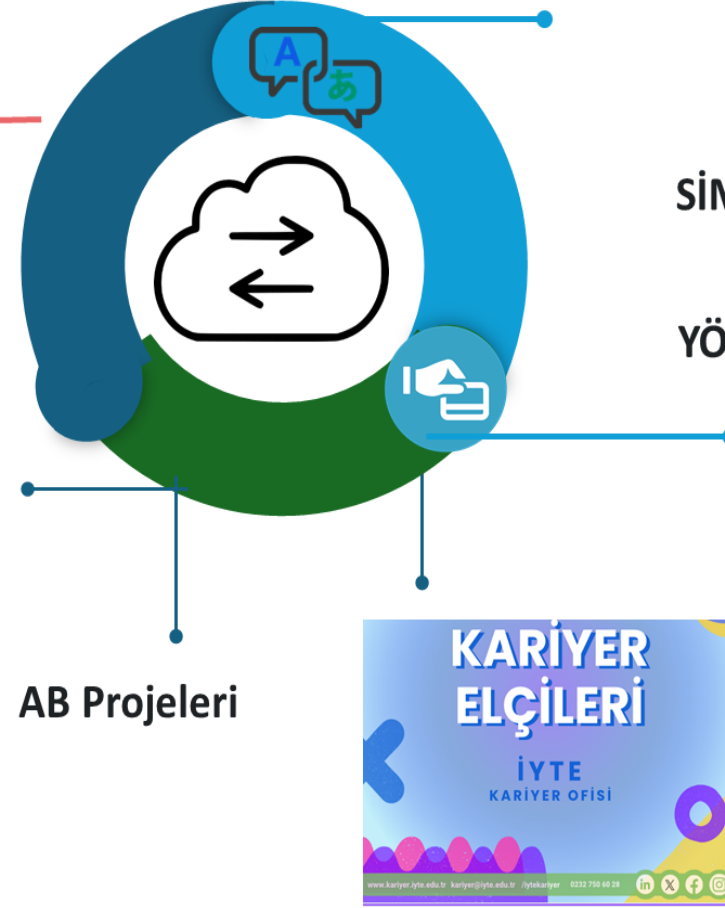 A
あ
SİM
YÖ
AB Projeleri
KARİYER
ELÇİLERİ
İYTE
KARİYER OFİSİ
www.kariyer.iyte.edu.tr kariyer@iyte.edu.tr /iytekariyer 0232 750 60 28